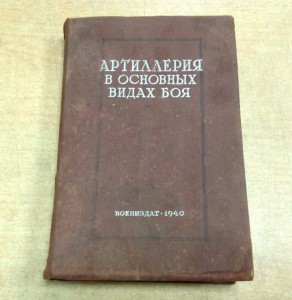 АРТИЛЛЕРИЯ
В ОСНОВНЫХ
ВИДАХ БОЯ
ВОЕНИЗДАТ · 1940